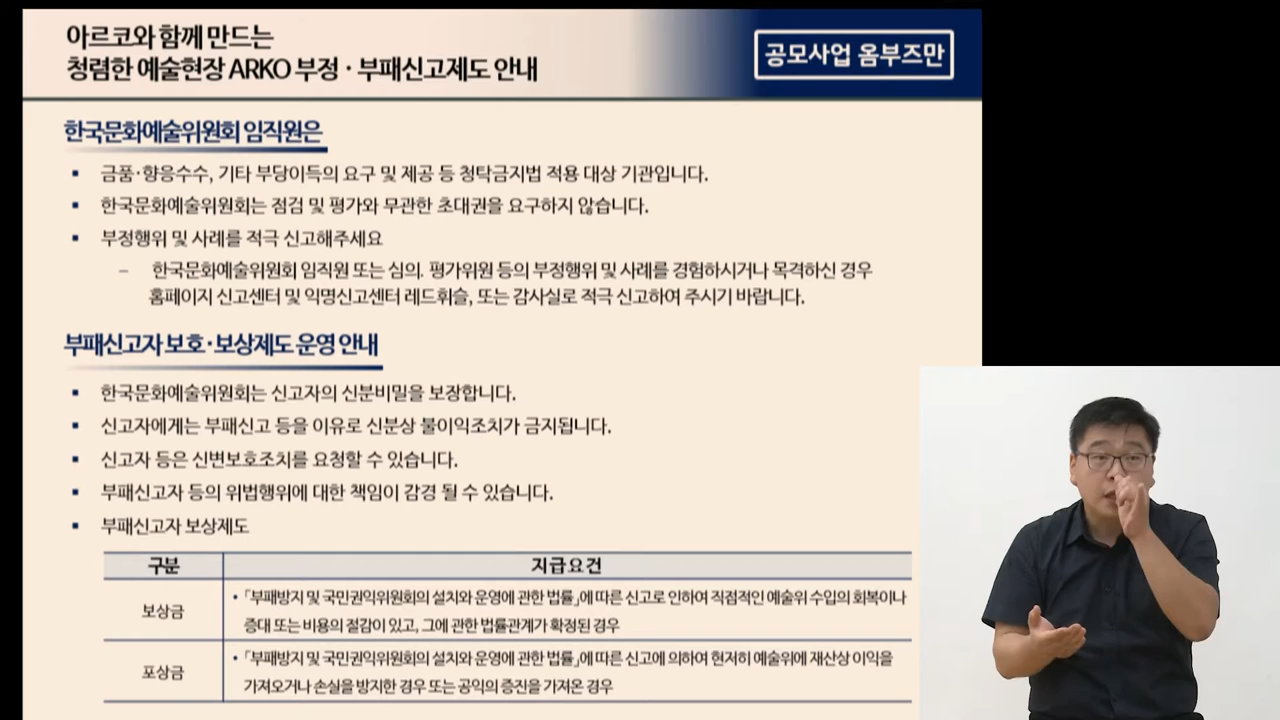 아르코와 함께 만드는
청렴한 예술현장 ARKO 부정·부패신고제도 안내
공모사업 옴부즈만
한국문화예술위원회 임직원은
▪ 금품·향응수수, 기타 부당이득의 요구 및 제공 등 청탁금지법 적용 대상 기관입니다.
▪ 한국문화예술위원회는 점검 및 평가와 무관한 초대권을 요구하지 않습니다.
▪ 부정행위 및 사례를 적극 신고해주세요
– 한국문화예술위원회 임직원 또는 심의. 평가위원 등의 부정행위 및 사례를 경험하시거나 목격하신 경우
홈페이지 신고센터 및 익명신고센터 레드휘슬, 또는 감사실로 적극 신고하여 주시기 바랍니다.
부패신고자 보호·보상제도 운영 안내
▪ 한국문화예술위원회는 신고자의 신분비밀을 보장합니다.
▪ 신고자에게는 부패신고 등을 이유로 신분상 불이익조치가 금지됩니다.
▪ 신고자 등은 신변보호조치를 요청할 수 있습니다.
▪ 부패신고자 등의 위법행위에 대한 책임이 감경 될 수 있습니다.
▪ 부패신고자 보상제도
구분 지급요건
보상금
• 「부패방지 및 국민권익위원회의 설치와 운영에 관한 법률」에 따른 신고로 인하여 직점적인 예술위 수입의 회복이나
증대 또는 비용의 절감이 있고, 그에 관한 법률관계가 확정된 경우
포상금
• 「부패방지 및 국민권익위원회의 설치와 운영에 관한 법률」에 따른 신고에 의하여 현저히 예술위에 재산상 이익을
가져오거나 손실을 방지한 경우 또는 공익의 증진을 가져온 경우